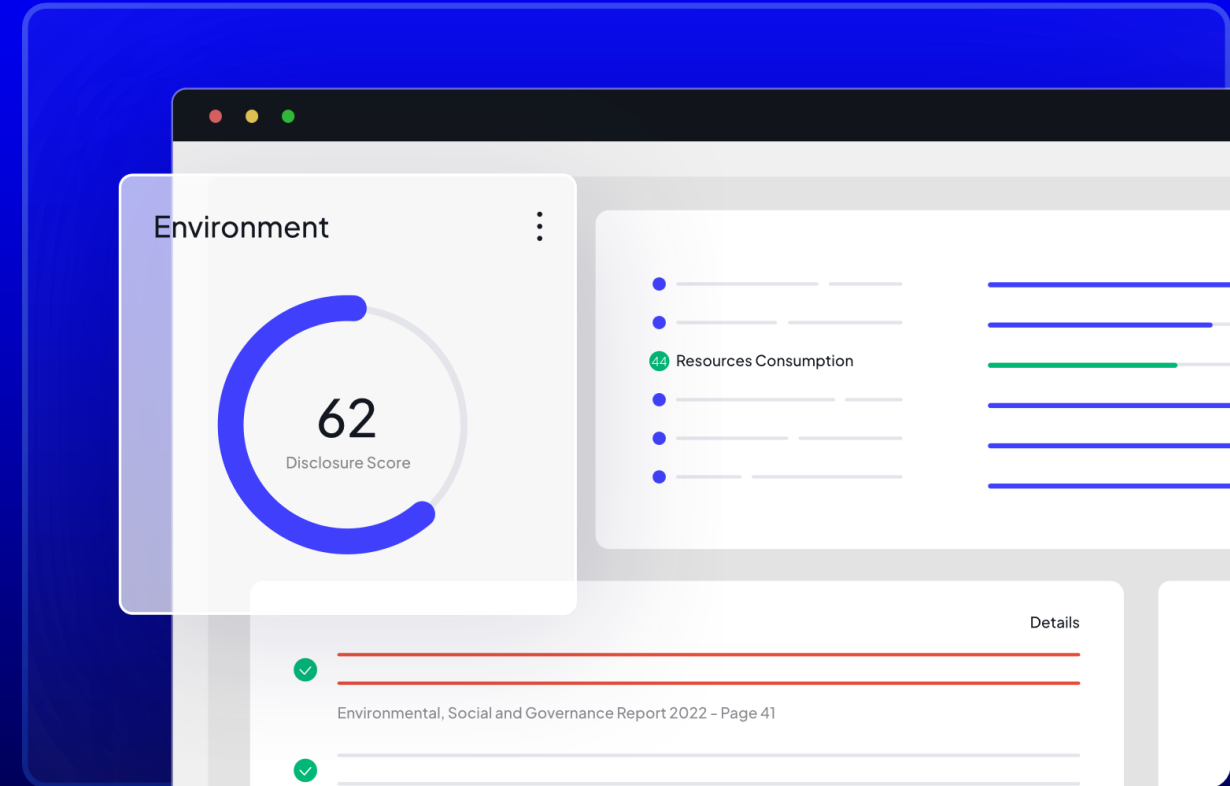 Environment
62
Disclosure Score
44 Resources Consumption
Details
Environmental, Social and Governance Report 2022 - Page 41